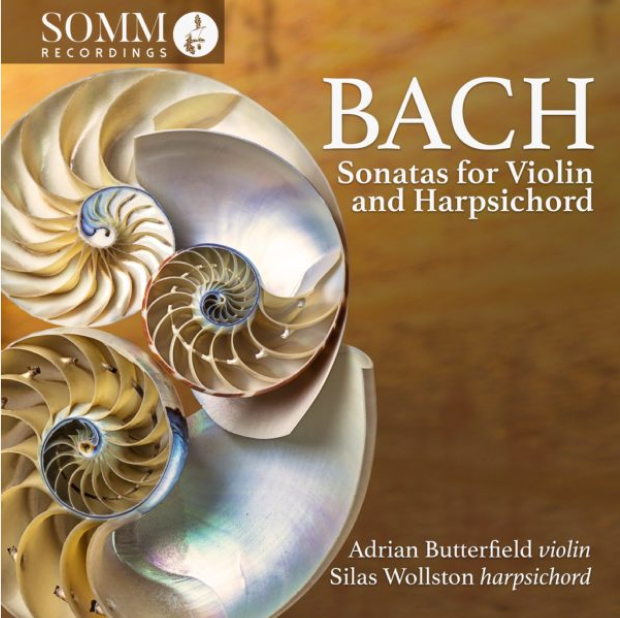 SOMM
RECORDINGS
BACH
Sonatas for Violin
and Harpsichord
Adrian Butterfield violin
Silas Wollston harpsichord